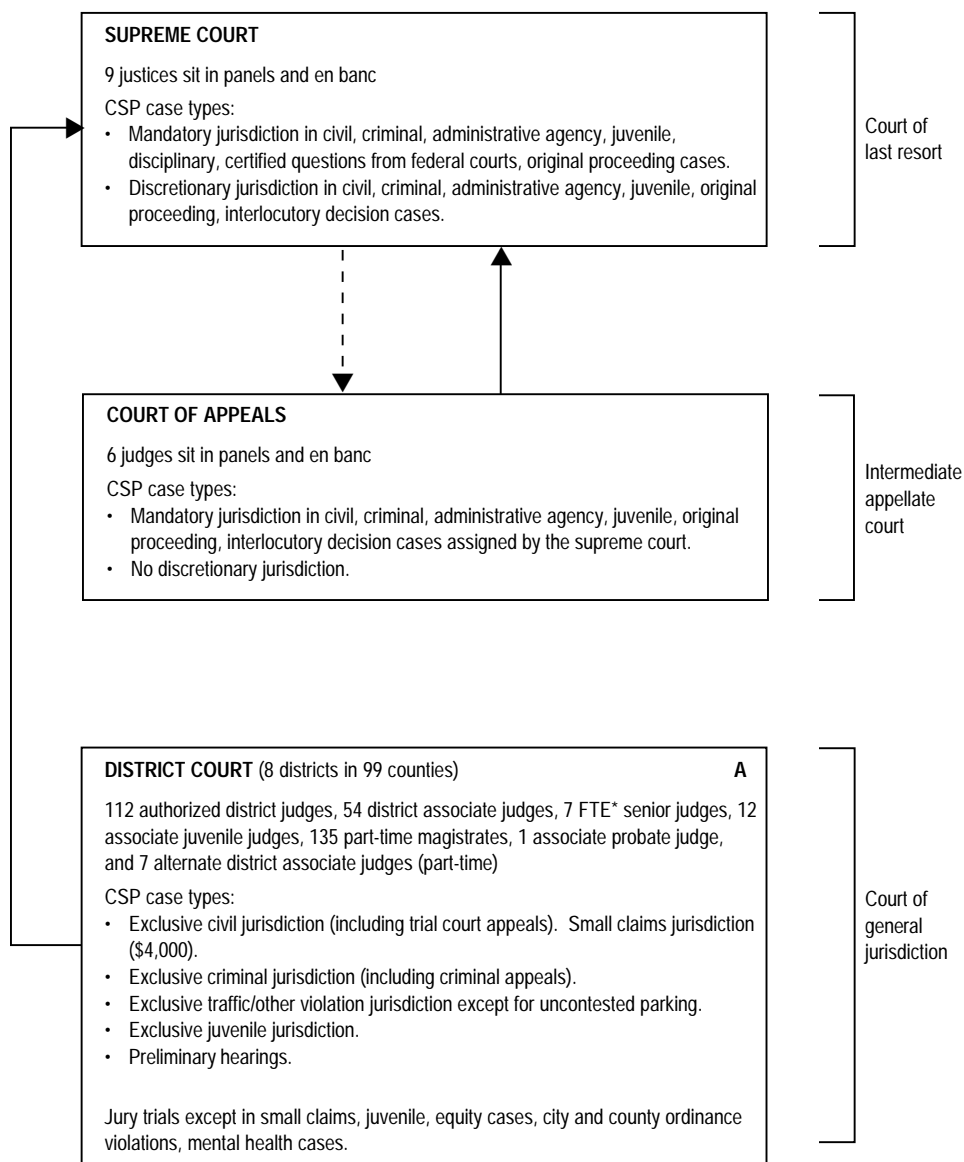 SUPREME COURT
9 justices sit in panels and en banc
CSP case types:
• Mandatory jurisdiction in civil, criminal, administrative agency, juvenile,
disciplinary, certified questions from federal courts, original proceeding cases.
• Discretionary jurisdiction in civil, criminal, administrative agency, juvenile, original
proceeding, interlocutory decision cases.
Court of
last resort
COURT OF APPEALS
6 judges sit in panels and en banc
CSP case types:
• Mandatory jurisdiction in civil, criminal, administrative agency, juvenile, original
proceeding, interlocutory decision cases assigned by the supreme court.
• No discretionary jurisdiction.
Intermediate
appellate
court
DISTRICT COURT (8 districts in 99 counties) A
112 authorized district judges, 54 district associate judges, 7 FTE* senior judges, 12
associate juvenile judges, 135 part-time magistrates, 1 associate probate judge,
and 7 alternate district associate judges (part-time)
CSP case types:
• Exclusive civil jurisdiction (including trial court appeals). Small claims jurisdiction
($4,000).
• Exclusive criminal jurisdiction (including criminal appeals).
• Exclusive traffic/other violation jurisdiction except for uncontested parking.
• Exclusive juvenile jurisdiction.
• Preliminary hearings.
Jury trials except in small claims, juvenile, equity cases, city and county ordinance
violations, mental health cases.
Court of
general
jurisdiction